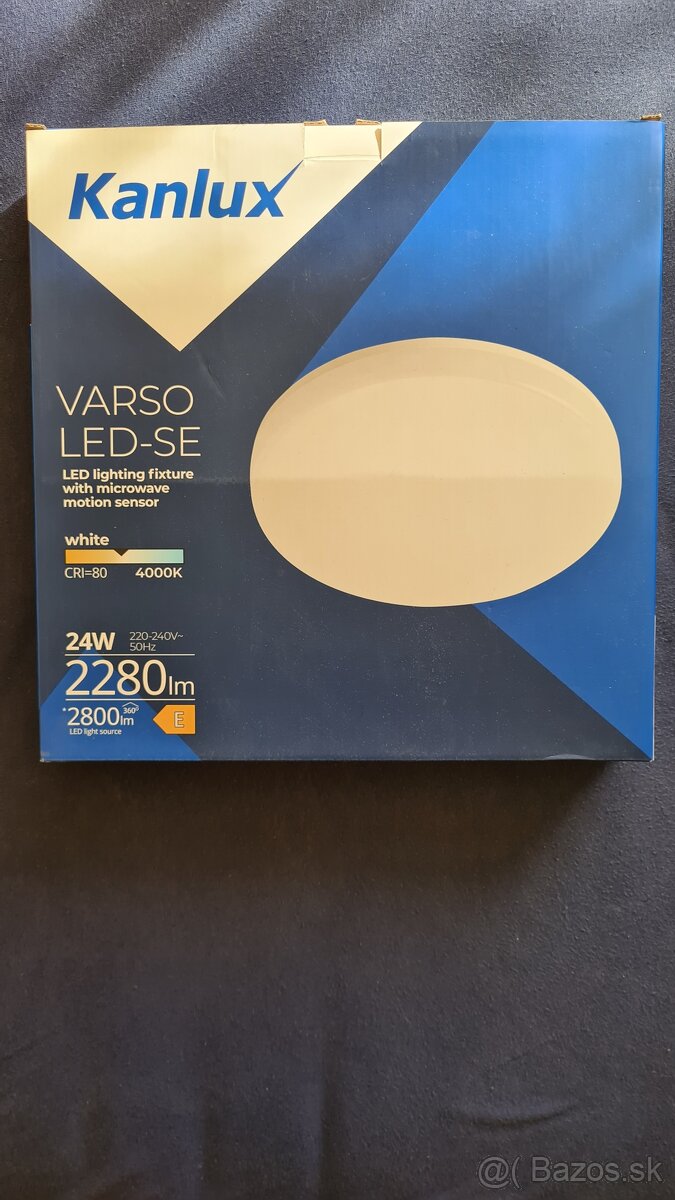 Kanlux
VARSO
LED-SE
LED lighting fixture
with microwave
motion sensor
white
CRI=80 4000K
24W 220-240V~
50Hz
2280lm
*2800lm 360°
LED light source
E
@( Bazos.sk